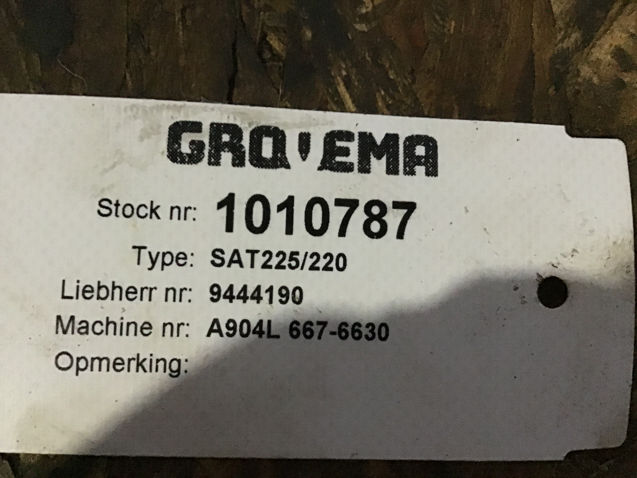 GROVEMA
Stock nr: 1010787
Type: SAT225/220
Liebherr nr: 9444190
Machine nr: A904L 667-6630
Opmerking: